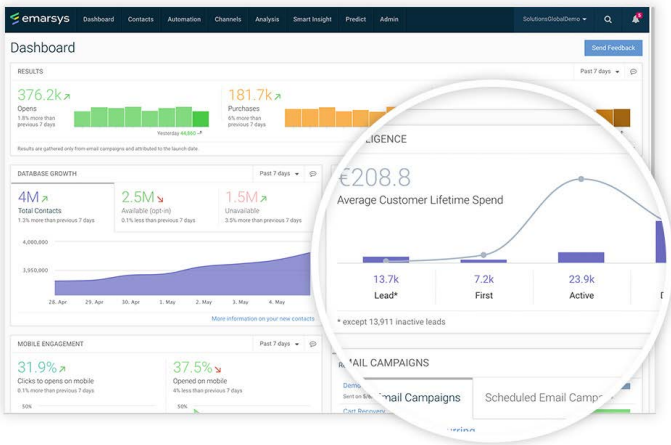 emarsys Dashboard Contacts Automation Channels Analysis Smart Insight Predict Admin SolutionsGlobalDemo
Dashboard
Send Feedback
RESULTS
Past 7 days
376.2k
Opens
1.8% more than
previous 7 days
Yesterday 44,860
181.7k
Purchases
6% more than
previous 7 days
Results are gathered only from email campaigns and attributed to the launch date
DATABASE GROWTH
Past 7 days
4M
Total Contacts
1.3% more than previous 7 days
2.5M
Available (opt-in)
0.1% less than previous 7 days
1.5M
Unavailable
3.5% more than previous 7 days
4,000,000
3,950,000
28. Apr 29. Apr 30. Apr 1. May 2. May 3. May 4. May
More information on your new contacts
LIGENCE
€208.8
Average Customer Lifetime Spend
13.7k 7.2k 23.9k
Lead* First Active
* except 13,911 inactive leads
MOBILE ENGAGEMENT
Past 7 days
31.9%
Clicks to opens on mobile
0.1% more than previous 7 days
50%
37.5%
Opened on mobile
4% less than previous 7 days
50%
MAIL CAMPAIGNS
Email Campaigns
Scheduled Email Camp
Sent on
Cart Recovery